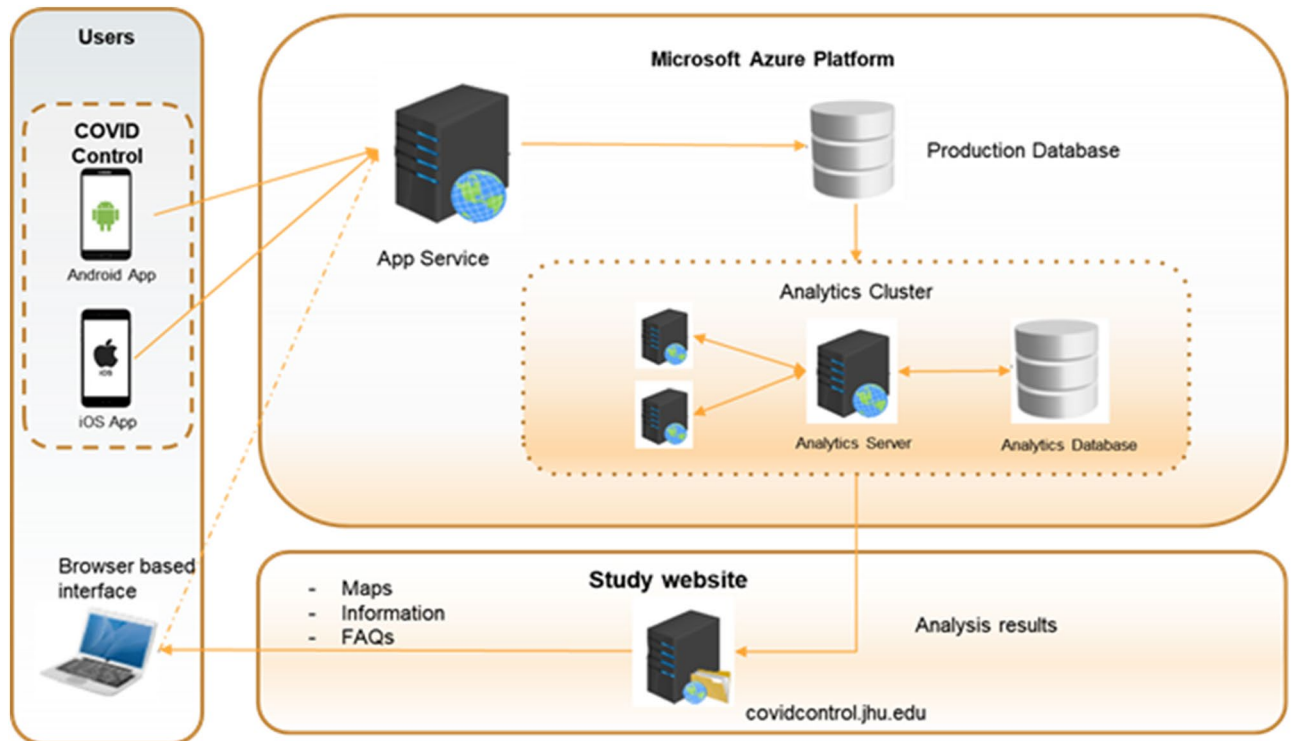 Users
COVID
Control
Android App
iOS
iOS App
Browser based
interface
Microsoft Azure Platform
App Service
Production Database
Analytics Cluster
Analytics Server
Analytics Database
Study website
- Maps
- Information
- FAQs
Analysis results
covidcontrol.jhu.edu